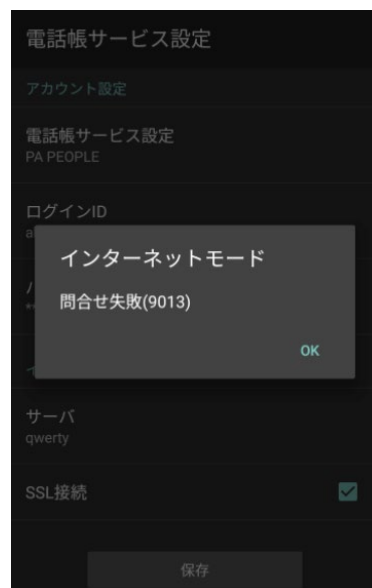 電話帳サービス設定
アカウント設定
電話帳サービス設定
PA PEOPLE
ログインID
インターネットモード
問合せ失敗(9013)
OK
サーバ
qwerty
SSL接続
保存